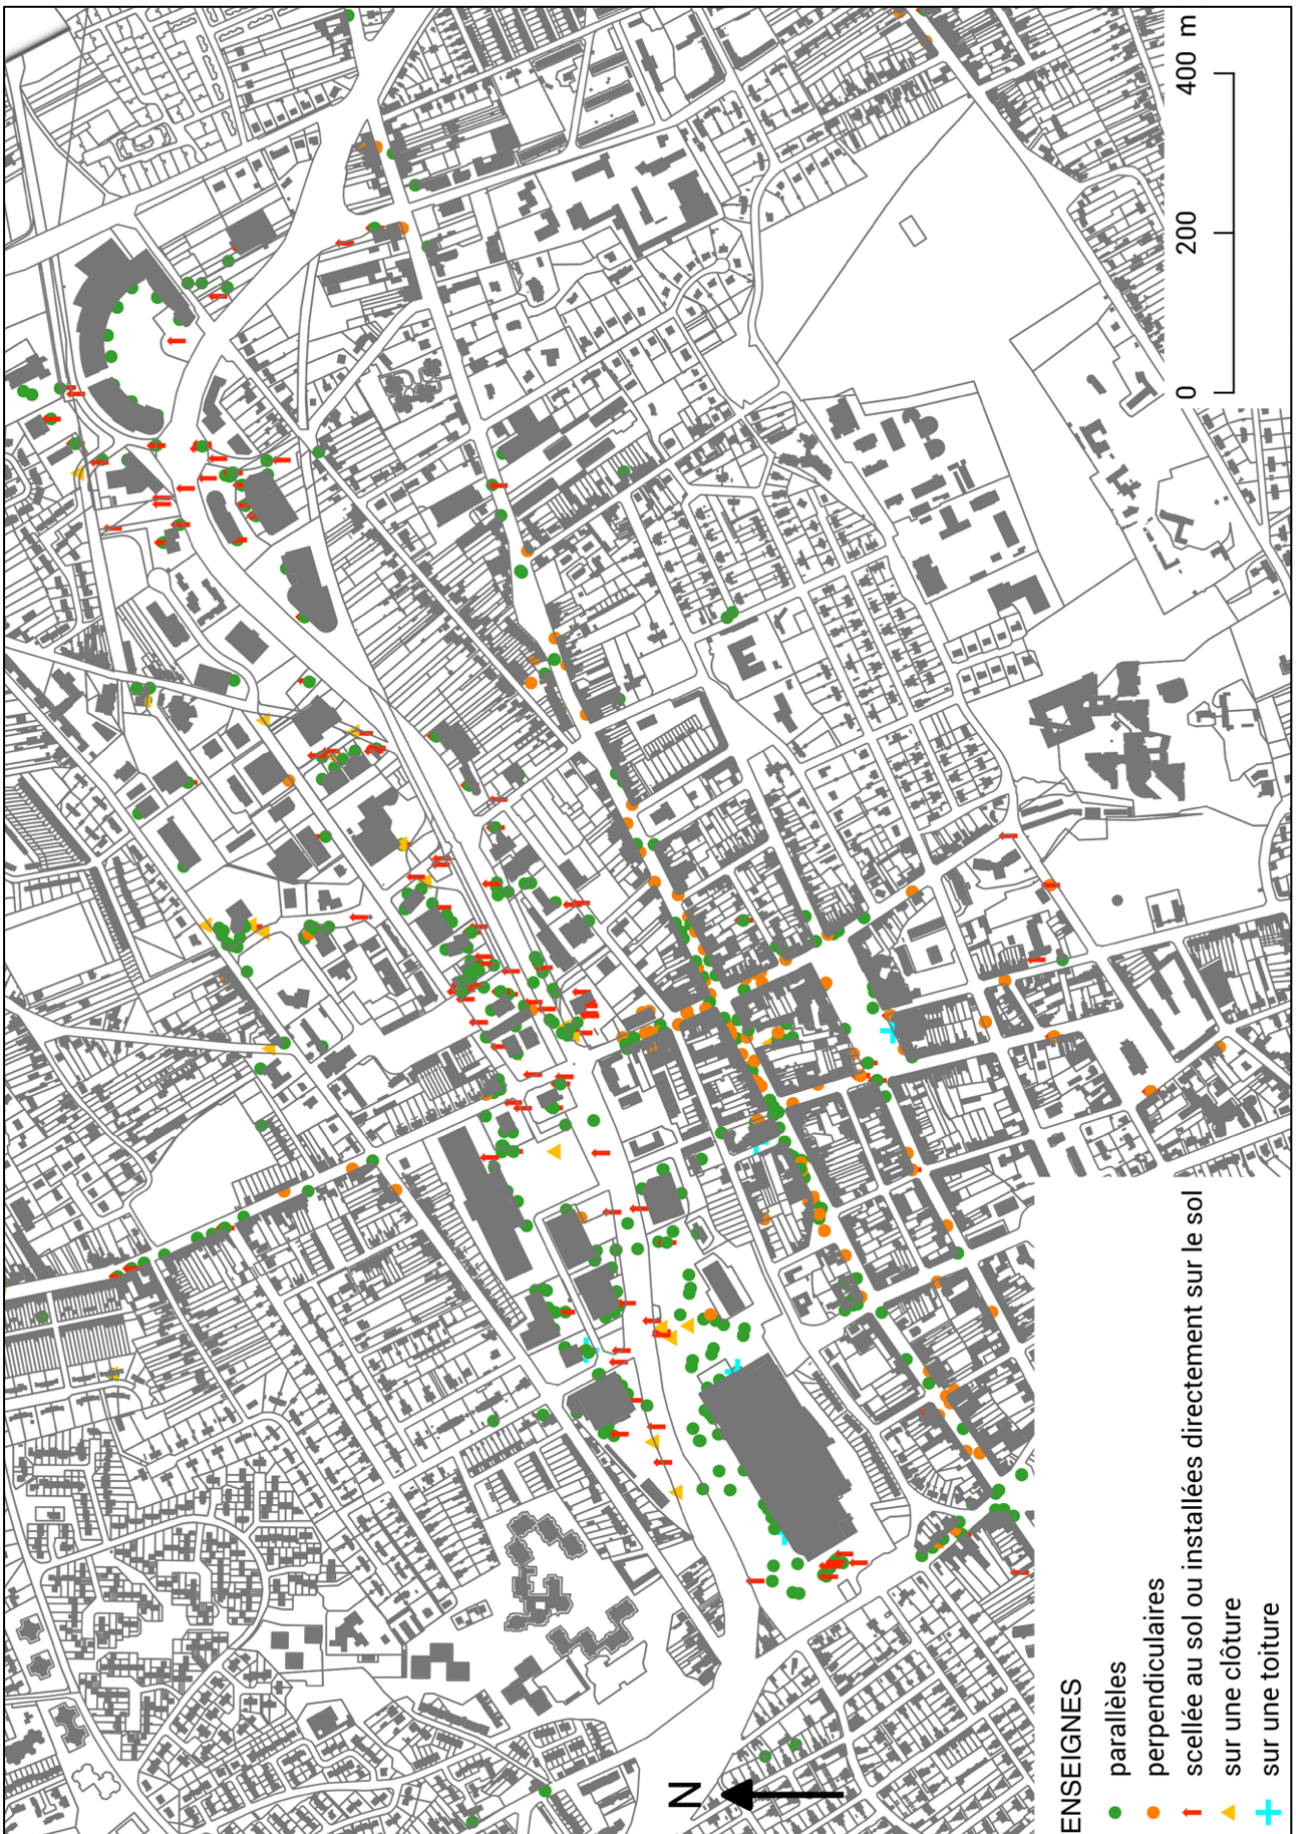 N
ENSEIGNES
parallèles
perpendiculaires
scellée au sol ou installées directement sur le sol
sur une clôture
sur une toiture
0 200 400 m